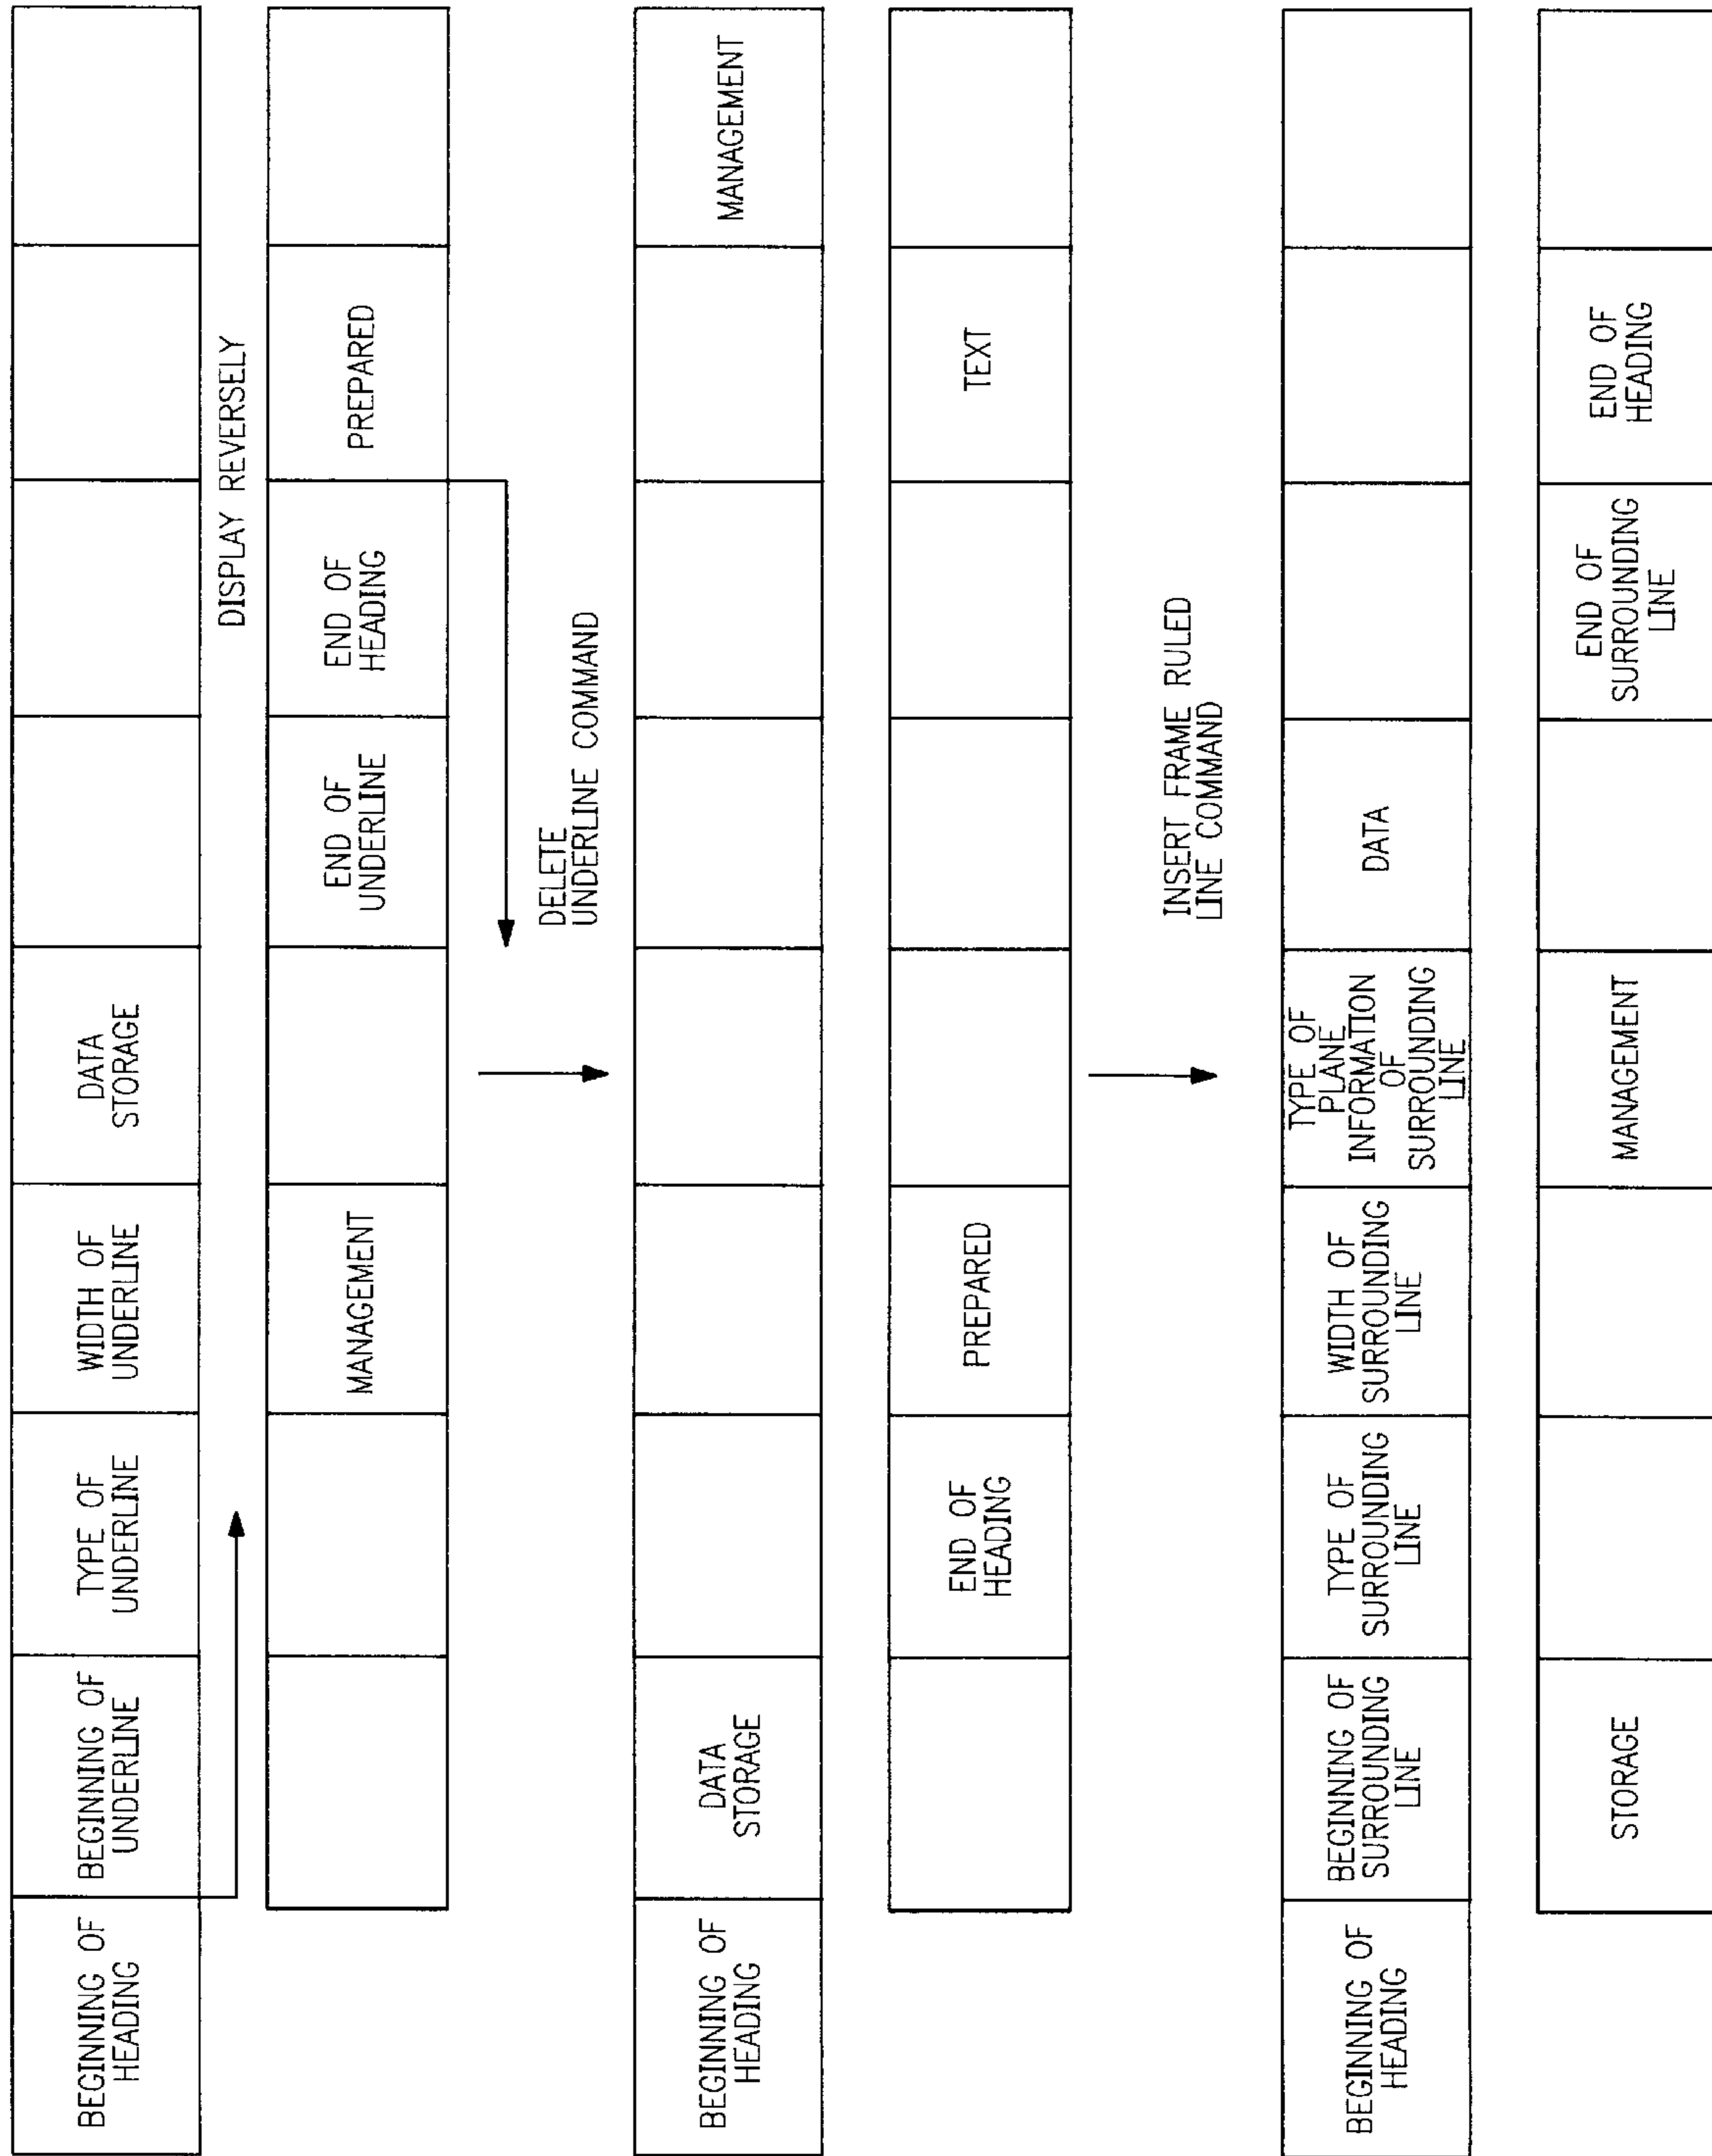 BEGINNING OF
HEADING
BEGINNING OF
UNDERLINE
TYPE OF
UNDERLINE
WIDTH OF
UNDERLINE
DATA
STORAGE
DISPLAY REVERSELY
MANAGEMENT
END OF
UNDERLINE
END OF
HEADING
PREPARED
DELETE
UNDERLINE COMMAND
BEGINNING OF
HEADING
DATA
STORAGE
MANAGEMENT
END OF
HEADING
PREPARED
TEXT
INSERT FRAME RULED
LINE COMMAND
BEGINNING OF
HEADING
BEGINNING OF
SURROUNDING
LINE
TYPE OF
SURROUNDING
LINE
WIDTH OF
SURROUNDING
LINE
TYPE OF
PLANE
INFORMATION
OF
SURROUNDING
LINE
DATA
STORAGE
MANAGEMENT
END OF
SURROUNDING
LINE
END OF
HEADING